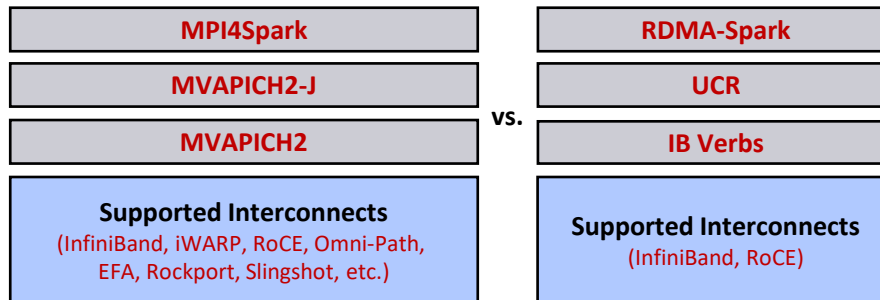 MPI4Spark
MVAPICH2-J
MVAPICH2
Supported Interconnects
(InfiniBand, iWARP, RoCE, Omni-Path,
EFA, Rockport, Slingshot, etc.)
vs.
RDMA-Spark
UCR
IB Verbs
Supported Interconnects
(InfiniBand, RoCE)